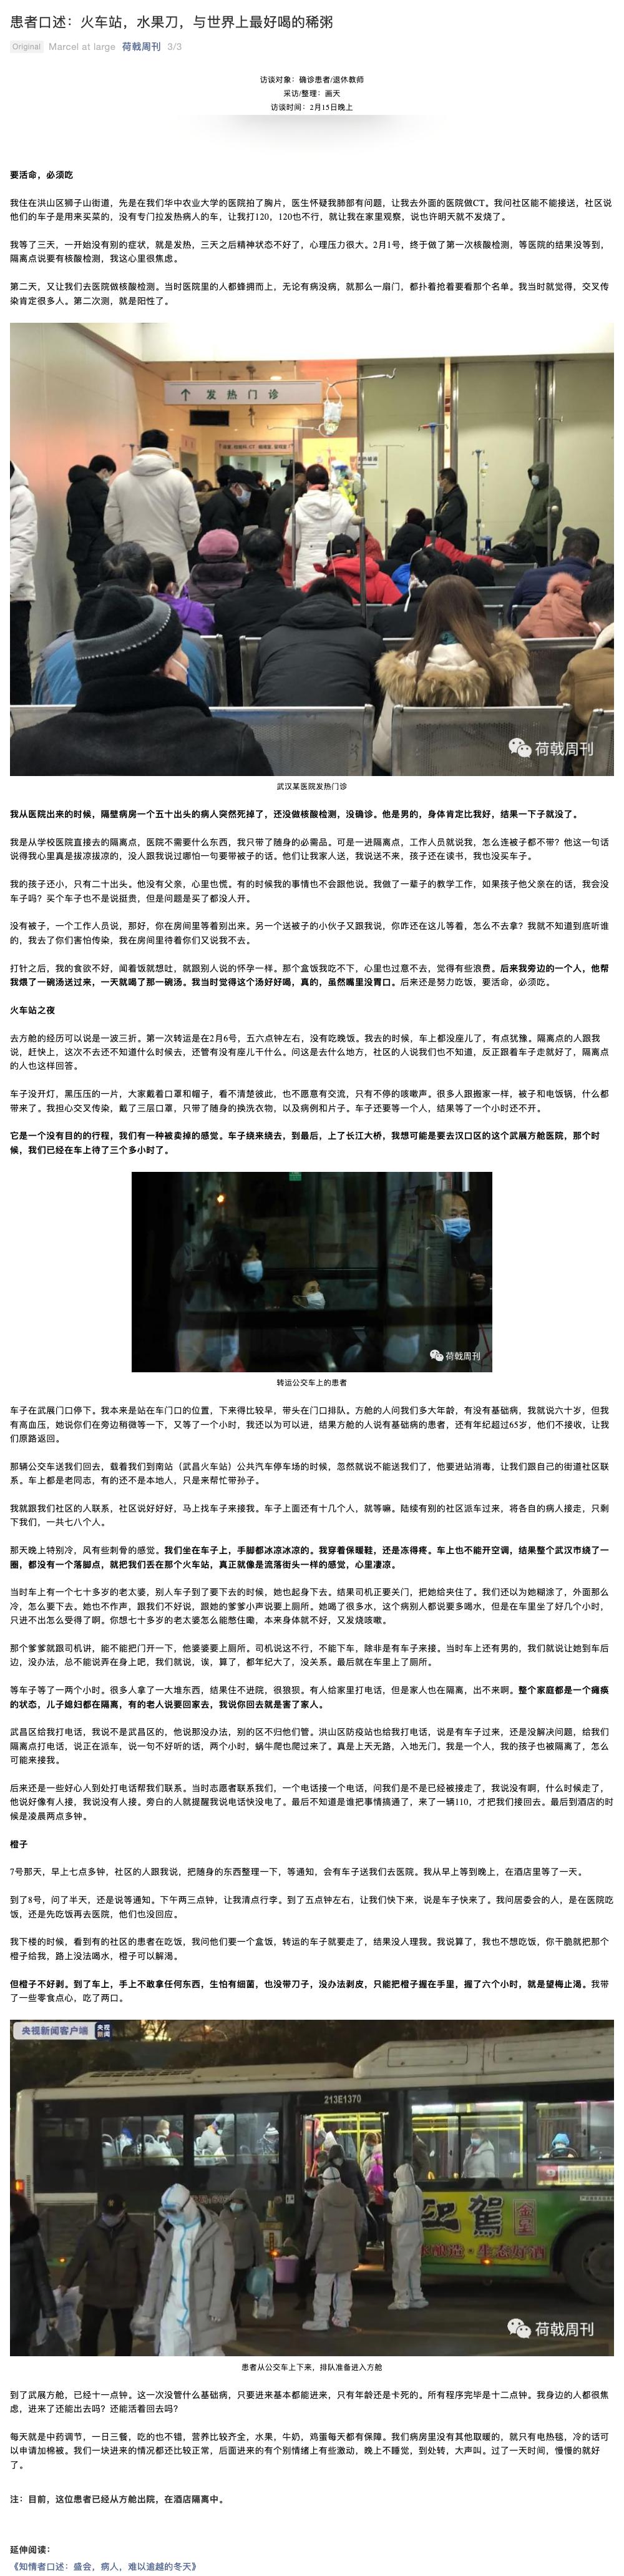 患者口述：火车站，水果刀，与世界上最好喝的稀粥
Original Marcel at large 荷戟周刊 3/3
访谈对象：确诊患者/退休教师
采访/整理：画天
访谈时间：2月15日晚上
要活命，必须吃
我住在洪山区狮子山街道，先是在我们华中农业大学的医院拍了胸片，医生怀疑我肺部有问题，让我去外面的医院做CT。我问社区能不能接送，社区说
他们的车子是用来买菜的，没有专门拉发热病人的车，让我打120，120也不行，就让我在家里观察，说也许明天就不发烧了。
我等了三天，一开始没有别的症状，就是发热，三天之后精神状态不好了，心理压力很大。2月1号，终于做了第一次核酸检测，等医院的结果没等到，
隔离点说要有核酸检测，我这心里很焦虑。
第二天，又让我们去医院做核酸检测。当时医院里的人都蜂拥而上，无论有病没病，就那么一扇门，都扑着抢着要看那个名单。我当时就觉得，交叉传
染肯定很多人。第二次测，就是阳性了。
发热门诊
荷戟周刊
武汉某医院发热门诊
我从医院出来的时候，隔壁病房一个五十出头的病人突然死掉了，还没做核酸检测，没确诊。他是男的，身体肯定比我好，结果一下子就没了。
我是从学校医院直接去的隔离点，医院不需要什么东西，我只带了随身的必需品。可是一进隔离点，工作人员就说我，怎么连被子都不带？他这一句话
说得我心里真是拔凉拔凉的，没人跟我说过哪怕一句要带被子的话。他们让我家人送，我说送不来，孩子还在读书，我也没买车子。
我的孩子还小，只有二十出头。他没有父亲，心里也慌。有的时候我的事情也不会跟他说。我做了一辈子的教学工作，如果孩子他父亲在的话，我会没
车子吗？买个车子也不是说挺贵，但是问题是买了都没人开。
没有被子，一个工作人员说，那好，你在房间里等着别出来。另一个送被子的小伙子又跟我说，你咋还在这儿等着，怎么不去拿？我就不知道到底听谁
的，我去了你们害怕传染，我在房间里待着你们又说我不去。
打针之后，我的食欲不好，闻着饭就想吐，就跟别人说的怀孕一样。那个盒饭我吃不下，心里也过意不去，觉得有些浪费。后来我旁边的一个人，他帮
我煨了一碗汤送过来，一天就喝了那一碗汤。我当时觉得这个汤好好喝，真的，虽然嘴里没胃口。后来还是努力吃饭，要活命，必须吃。
火车站之夜
去方舱的经历可以说是一波三折。第一次转运是在2月6号，五六点钟左右，没有吃晚饭。我去的时候，车上都没座儿了，有点犹豫。隔离点的人跟我
说，赶快上，这次不去还不知道什么时候去，还管有没有座儿干什么。问这是去什么地方，社区的人说我们也不知道，反正跟着车子走就好了，隔离点
的人也这样回答。
车子没开灯，黑压压的一片，大家戴着口罩和帽子，看不清楚彼此，也不愿意有交流，只有不停的咳嗽声。很多人跟搬家一样，被子和电饭锅，什么都
带来了。我担心交叉传染，戴了三层口罩，只带了随身的换洗衣物，以及病例和片子。车子还要等一个人，结果等了一个小时还不开。
它是一个没有目的的行程，我们有一种被卖掉的感觉。车子绕来绕去，到最后，上了长江大桥，我想可能是要去汉口区的这个武展方舱医院，那个时
候，我们已经在车上待了三个多小时了。
荷戟周刊
转运公交车上的患者
车子在武展门口停下。我本来是站在车门口的位置，下来得比较早，带头在门口排队。方舱的人问我们多大年龄，有没有基础病，我就说六十岁，但我
有高血压，她说你们在旁边稍微等一下，又等了一个小时，我还以为可以进，结果方舱的人说有基础病的患者，还有年纪超过65岁，他们不接收，让我
们原路返回。
那辆公交车送我们回去，载着我们到南站（武昌火车站）公共汽车停车场的时候，忽然就说不能送我们了，他要进站消毒，让我们跟自己的街道社区联
系。车上都是老同志，有的还不是本地人，只是来帮忙带孙子。
我就跟我们社区的人联系，社区说好好好，马上找车子来接我。车子上面还有十几个人，就等嘛。陆续有别的社区派车过来，将各自的病人接走，只剩
下我们，一共七八个人。
那天晚上特别冷，风有些刺骨的感觉。我们坐在车子上，手脚都冰凉冰凉的。我穿着保暖鞋，还是冻得疼。车上也不能开空调，结果整个武汉市绕了一
圈，都没有一个落脚点，就把我们丢在那个火车站，真正就像是流落街头一样的感觉，心里凄凉。
当时车上有一个七十多岁的老太婆，别人车子到了要下去的时候，她也起身下去。结果司机正要关门，把她给夹住了。我们还以为她糊涂了，外面那么
冷，怎么要下去。她也不作声，跟我们不好说，跟她的爹爹小声说要上厕所。她喝了很多水，这个病别人都说要多喝水，但是在车里坐了好几个小时，
只进不出怎么受得了啊。你想七十多岁的老太婆怎么能憋住嘞，本来身体就不好，又发烧咳嗽。
那个爹爹就跟司机讲，能不能把门开一下，他婆婆要上厕所。司机说这不行，不能下车，除非是有车子来接。当时车上还有男的，我们就说让她到车后
边，没办法，总不能说弄在身上吧，我们就说，诶，算了，都年纪大了，没关系。最后就在车里上了厕所。
等车子等了一两个小时。很多人拿了一大堆东西，结果住不进院，很狼狈。有人给家里打电话，但是家人也在隔离，出不来啊。整个家庭都是一个瘫痪
的状态，儿子媳妇都在隔离，有的老人说要回家去，我说你回去就是害了家人。
武昌区给我打电话，我说不是武昌区的，他说那没办法，别的区不归他们管。洪山区防疫站也给我打电话，说是有车子过来，还是没解决问题，给我们
隔离点打电话，说正在派车，说一句不好听的话，两个小时，蜗牛爬也爬过来了。真是上天无路，入地无门。我是一个人，我的孩子也被隔离了，怎么
可能来接我。
后来还是一些好心人到处打电话帮我们联系。当时志愿者联系我们，一个电话接一个电话，问我们是不是已经被接走了，我说没有啊，什么时候走了，
他说好像有人接，我说没有人接。旁白的人就提醒我说电话快没电了。最后不知道是谁把事情搞通了，来了一辆110，才把我们接回去。最后到酒店的时
候是凌晨两点多钟。
橙子
7号那天，早上七点多钟，社区的人跟我说，把随身的东西整理一下，等通知，会有车子送我们去医院。我从早上等到晚上，在酒店里等了一天。
到了8号，问了半天，还是说等通知。下午两三点钟，让我清点行李。到了五点钟左右，让我们快下来，说是车子快来了。我问居委会的人，是在医院吃
饭，还是先吃饭再去医院，他们也没回应。
我下楼的时候，看到有的社区的患者在吃饭，我问他们要一个盒饭，转运的车子就要走了，结果没人理我。我说算了，我也不想吃饭，你干脆就把那个
橙子给我，路上没法喝水，橙子可以解渴。
但橙子不好剥。到了车上，手上不敢拿任何东西，生怕有细菌，也没带刀子，没办法剥皮，只能把橙子握在手里，握了六个小时，就是望梅止渴。我带
了一些零食点心，吃了两口。
央视新闻客户端 央视新闻
213E1370
荷戟周刊
患者从公交车上下来，排队准备进入方舱
到了武展方舱，已经十一点钟。这一次没管什么基础病，只要进来基本都能进来，只有年龄还是卡死的。所有程序完毕是十二点钟。我身边的人都很焦
虑，进来了还能出去吗？还能活着回去吗？
每天就是中药调节，一日三餐，吃的也不错，营养比较齐全，水果，牛奶，鸡蛋每天都有保障。我们病房里没有其他取暖的，就只有电热毯，冷的话可
以申请加棉被。我们一块进来的情况都还比较正常，后面进来的有个别情绪上有些激动，晚上不睡觉，到处转，大声叫。过了一天时间，慢慢的就好
了。
注：目前，这位患者已经从方舱出院，在酒店隔离中。
延伸阅读：
《知情者口述：盛会，病人，难以逾越的冬天》